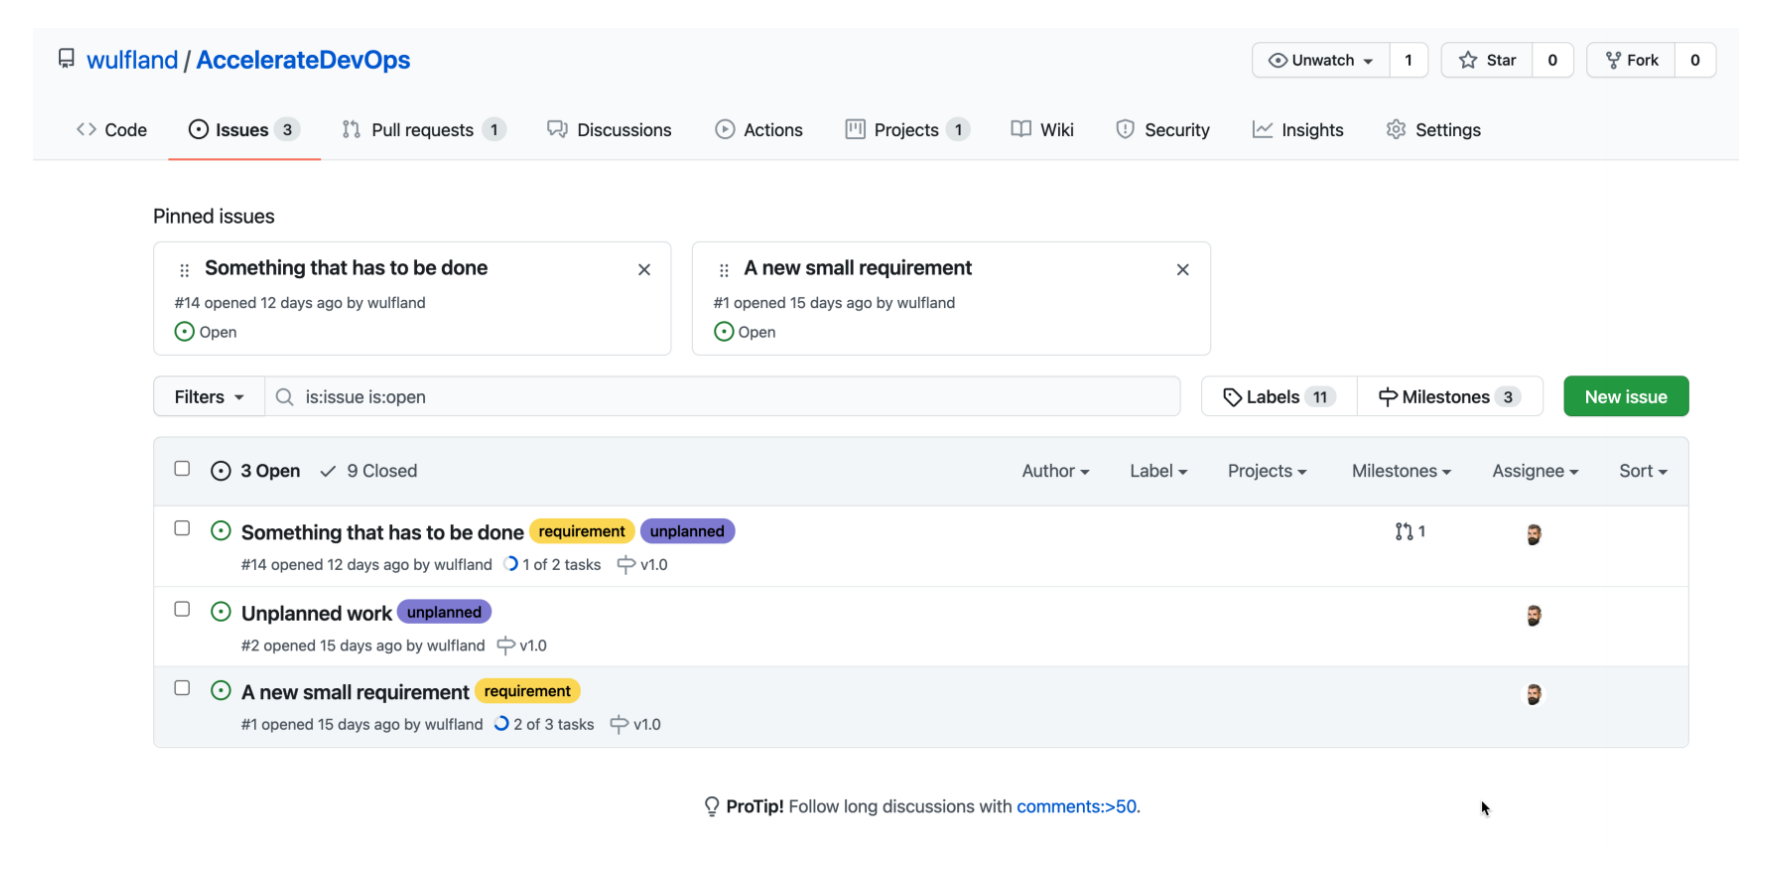 wulfland / AccelerateDevOps Unwatch 1 Star 0 Fork 0
Code Issues 3 Pull requests 1 Discussions Actions Projects 1 Wiki Security Insights Settings
Pinned issues
Something that has to be done
#14 opened 12 days ago by wulfland
Open
A new small requirement
#1 opened 15 days ago by wulfland
Open
Filters is:issue is:open Labels 11 Milestones 3 New issue
3 Open 9 Closed Author Label Projects Milestones Assignee Sort
Something that has to be done requirement unplanned 1
#14 opened 12 days ago by wulfland 1 of 2 tasks v1.0
Unplanned work unplanned
#2 opened 15 days ago by wulfland v1.0
A new small requirement requirement
#1 opened 15 days ago by wulfland 2 of 3 tasks v1.0
ProTip! Follow long discussions with comments:>50.